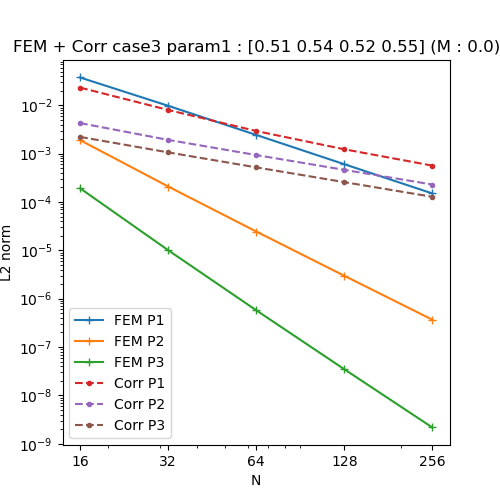 FEM + Corr case3 param1 : [0.51 0.54 0.52 0.55] (M : 0.0)
10⁻²
10⁻³
10⁻⁴
10⁻⁵
10⁻⁶
10⁻⁷
10⁻⁸
10⁻⁹
L2 norm
FEM P1
FEM P2
FEM P3
Corr P1
Corr P2
Corr P3
16 32 64 128 256
N